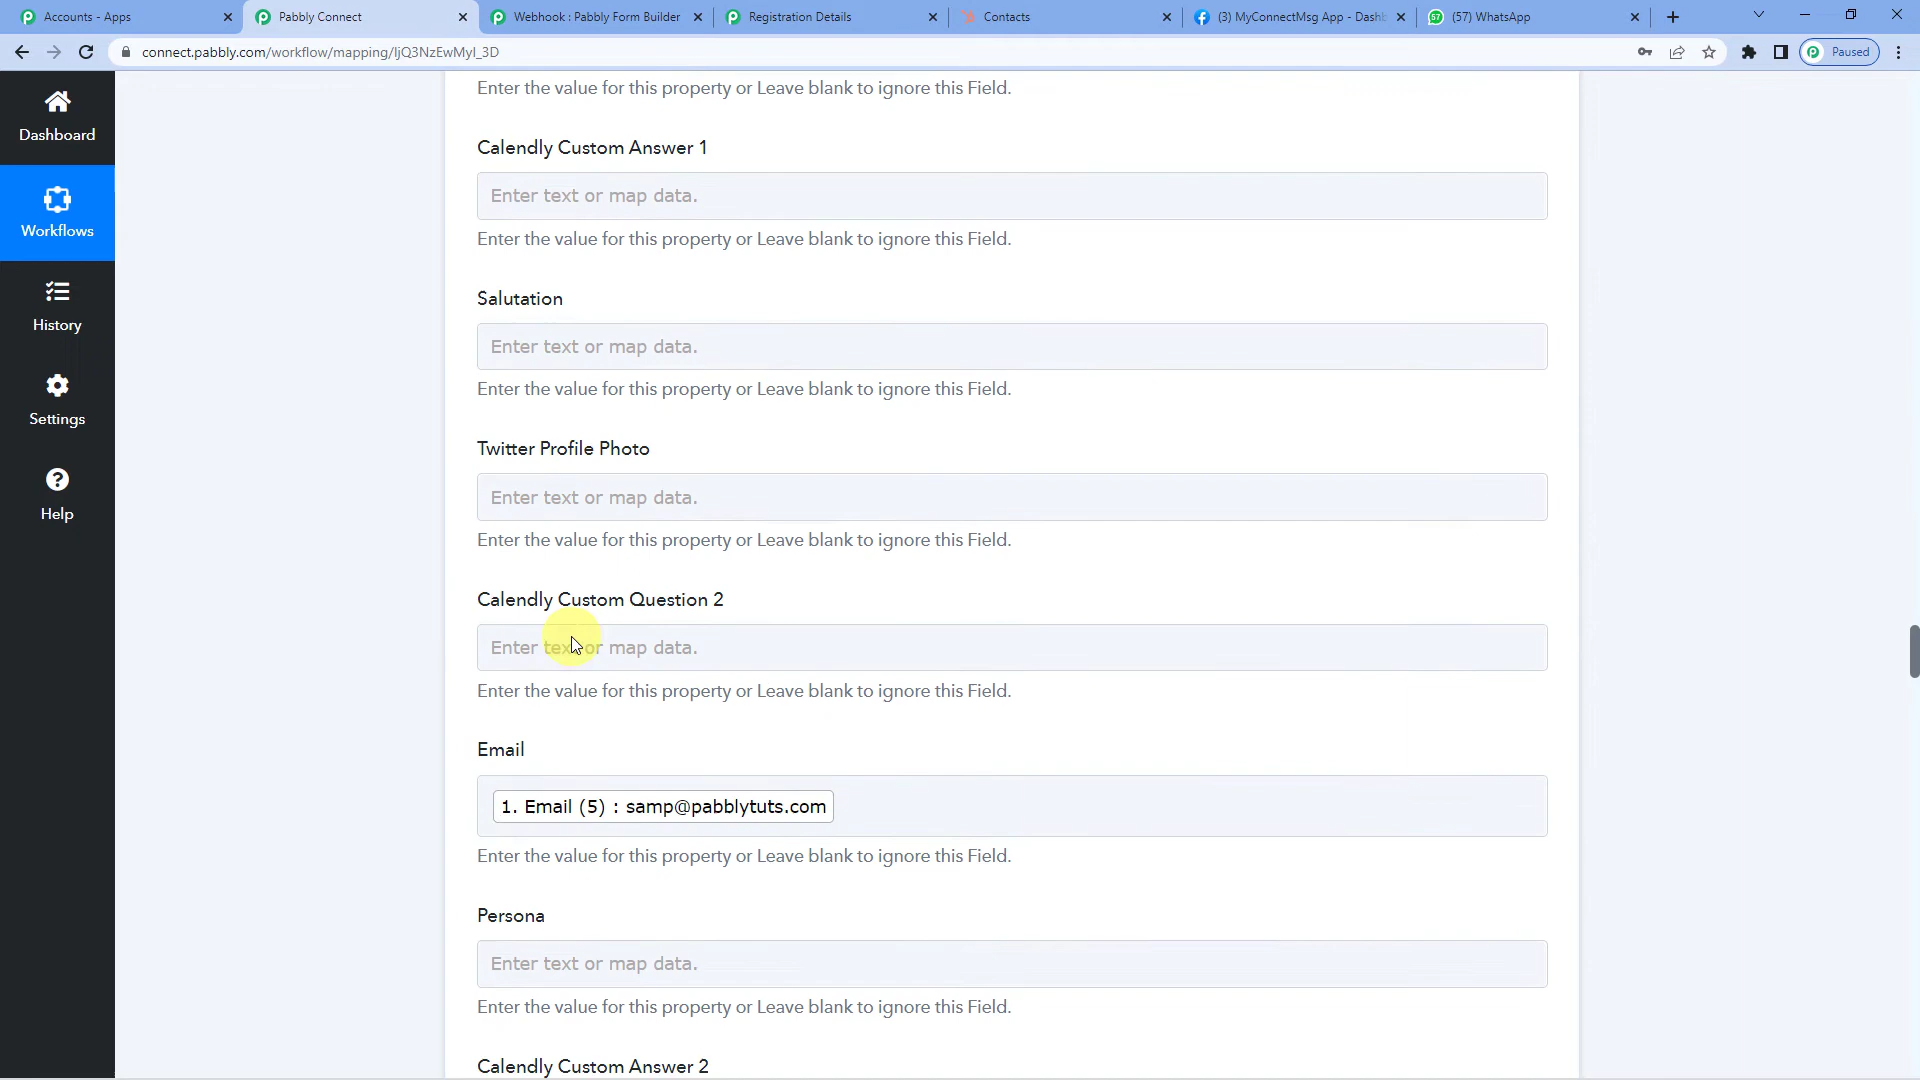 Accounts - Apps
Pabbly Connect
Webhook : Pabbly Form Builder
Registration Details
Contacts
(3) MyConnectMsg App - Dashb
(57) WhatsApp
connect.pabbly.com/workflow/mapping/IjQ3NzEwMyI_3D
Paused
Dashboard
Workflows
History
Settings
Help
Enter the value for this property or Leave blank to ignore this Field.
Calendly Custom Answer 1
Enter text or map data.
Enter the value for this property or Leave blank to ignore this Field.
Salutation
Enter text or map data.
Enter the value for this property or Leave blank to ignore this Field.
Twitter Profile Photo
Enter text or map data.
Enter the value for this property or Leave blank to ignore this Field.
Calendly Custom Question 2
Enter text or map data.
Enter the value for this property or Leave blank to ignore this Field.
Email
1. Email (5) : samp@pabblytuts.com
Enter the value for this property or Leave blank to ignore this Field.
Persona
Enter text or map data.
Enter the value for this property or Leave blank to ignore this Field.
Calendly Custom Answer 2